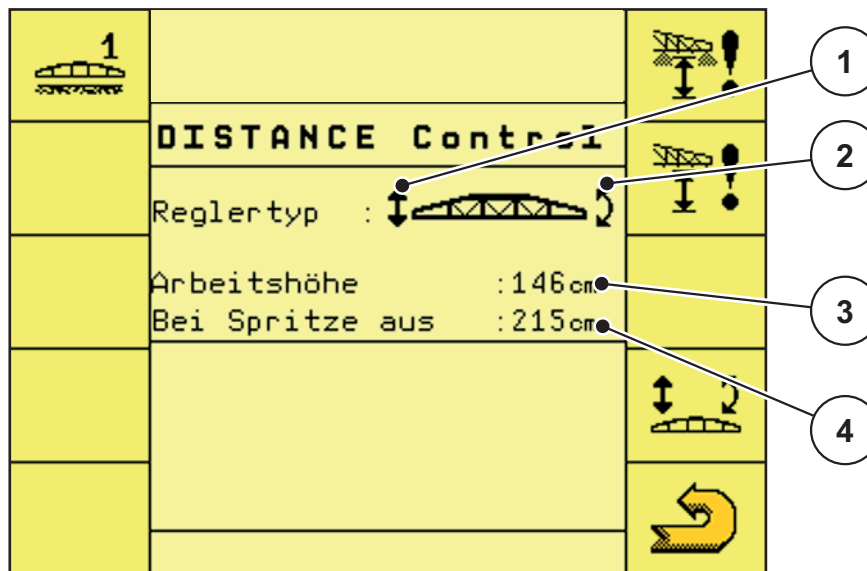 1
DISTANCE Control
Reglertyp :
Arbeitshöhe :146cm
Bei Spritze aus :215cm
1
2
3
4